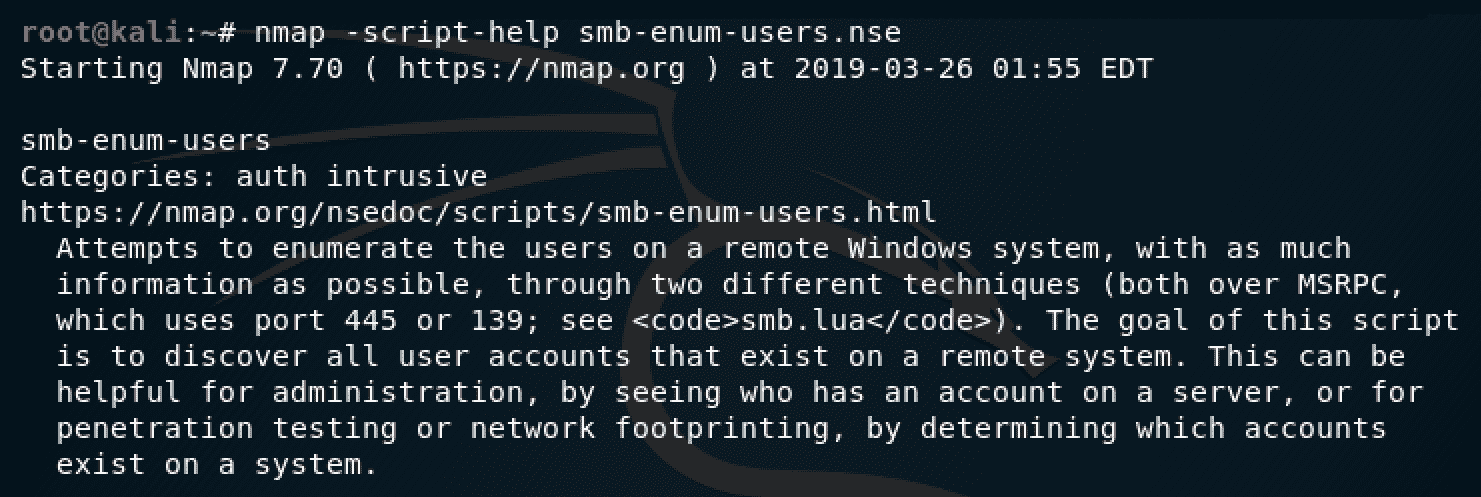 root@kali:~# nmap -script-help smb-enum-users.nse
Starting Nmap 7.70 ( https://nmap.org ) at 2019-03-26 01:55 EDT
smb-enum-users
Categories: auth intrusive
https://nmap.org/nsedoc/scripts/smb-enum-users.html
Attempts to enumerate the users on a remote Windows system, with as much
information as possible, through two different techniques (both over MSRPC,
which uses port 445 or 139; see <code>smb.lua</code>). The goal of this script
is to discover all user accounts that exist on a remote system. This can be
helpful for administration, by seeing who has an account on a server, or for
penetration testing or network footprinting, by determining which accounts
exist on a system.